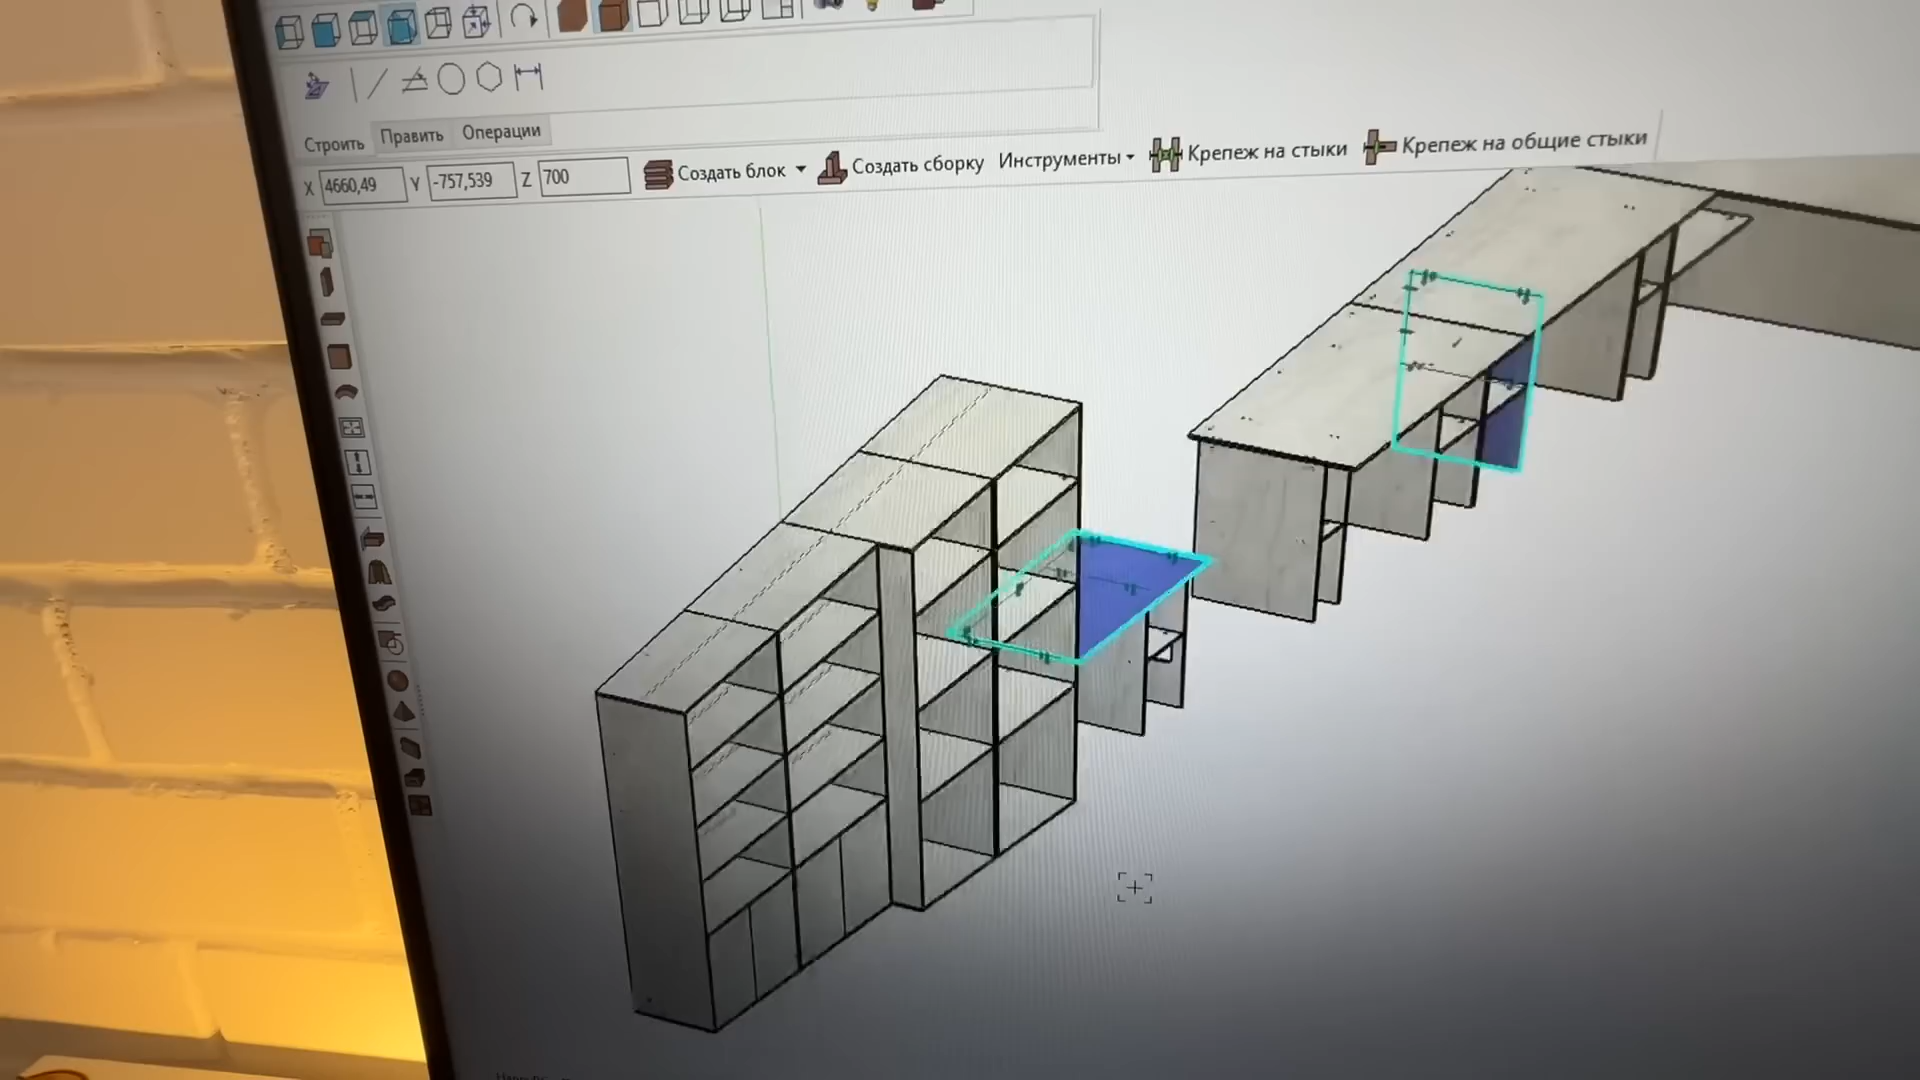 Строить Править Операции
X 4660,49 Y -757,539 Z 700 Создать блок Создать сборку Инструменты Крепеж на стыки Крепеж на общие стыки